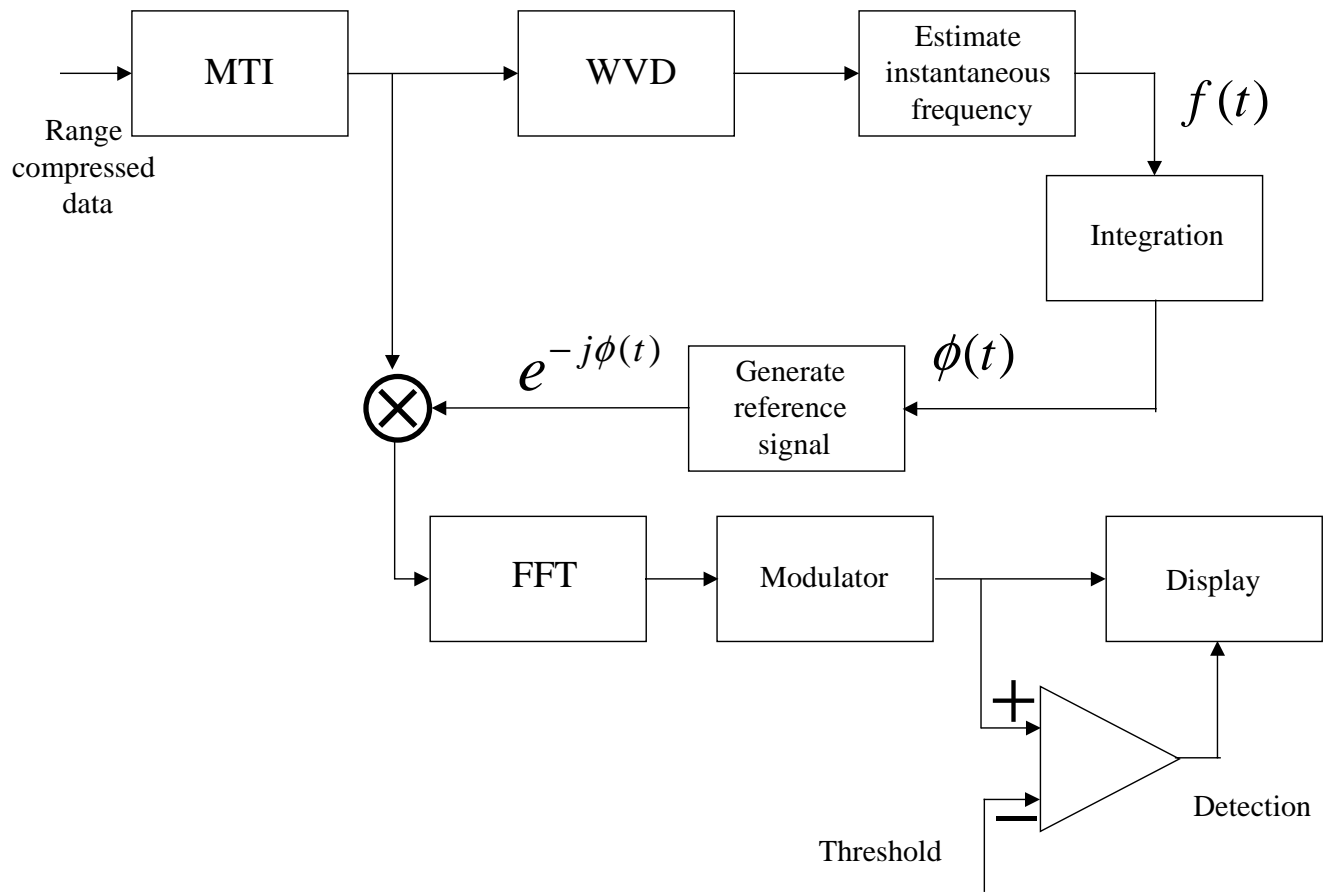 MTI
WVD
Estimate
instantaneous
frequency
f(t)
Range
compressed
data
Integration
e^{-jϕ(t)}
Generate
reference
signal
ϕ(t)
FFT
Modulator
Display
+
−
Detection
Threshold